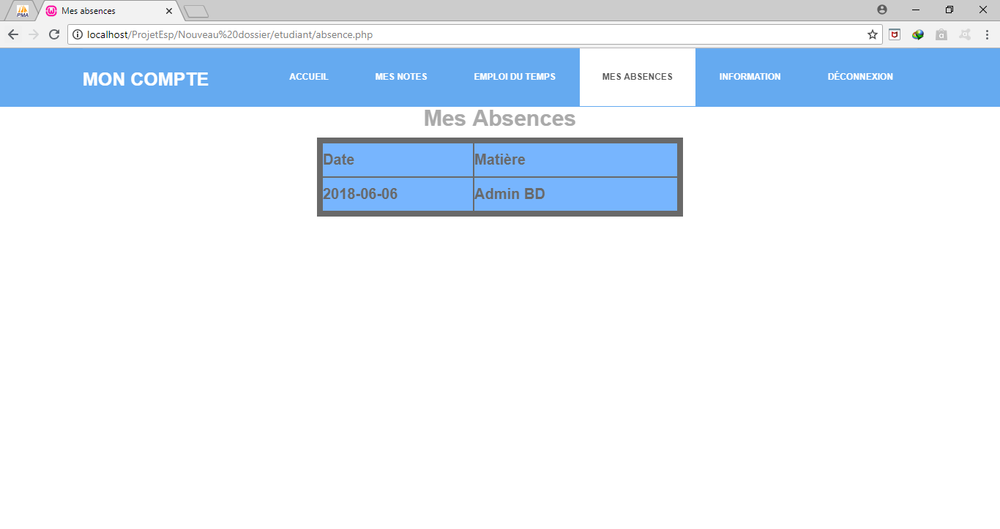 PMA
Mes absences
localhost/ProjetEsp/Nouveau%20dossier/etudiant/absence.php
MON COMPTE
ACCUEIL
MES NOTES
EMPLOI DU TEMPS
MES ABSENCES
INFORMATION
DÉCONNEXION
Mes Absences
Date Matière
2018-06-06 Admin BD